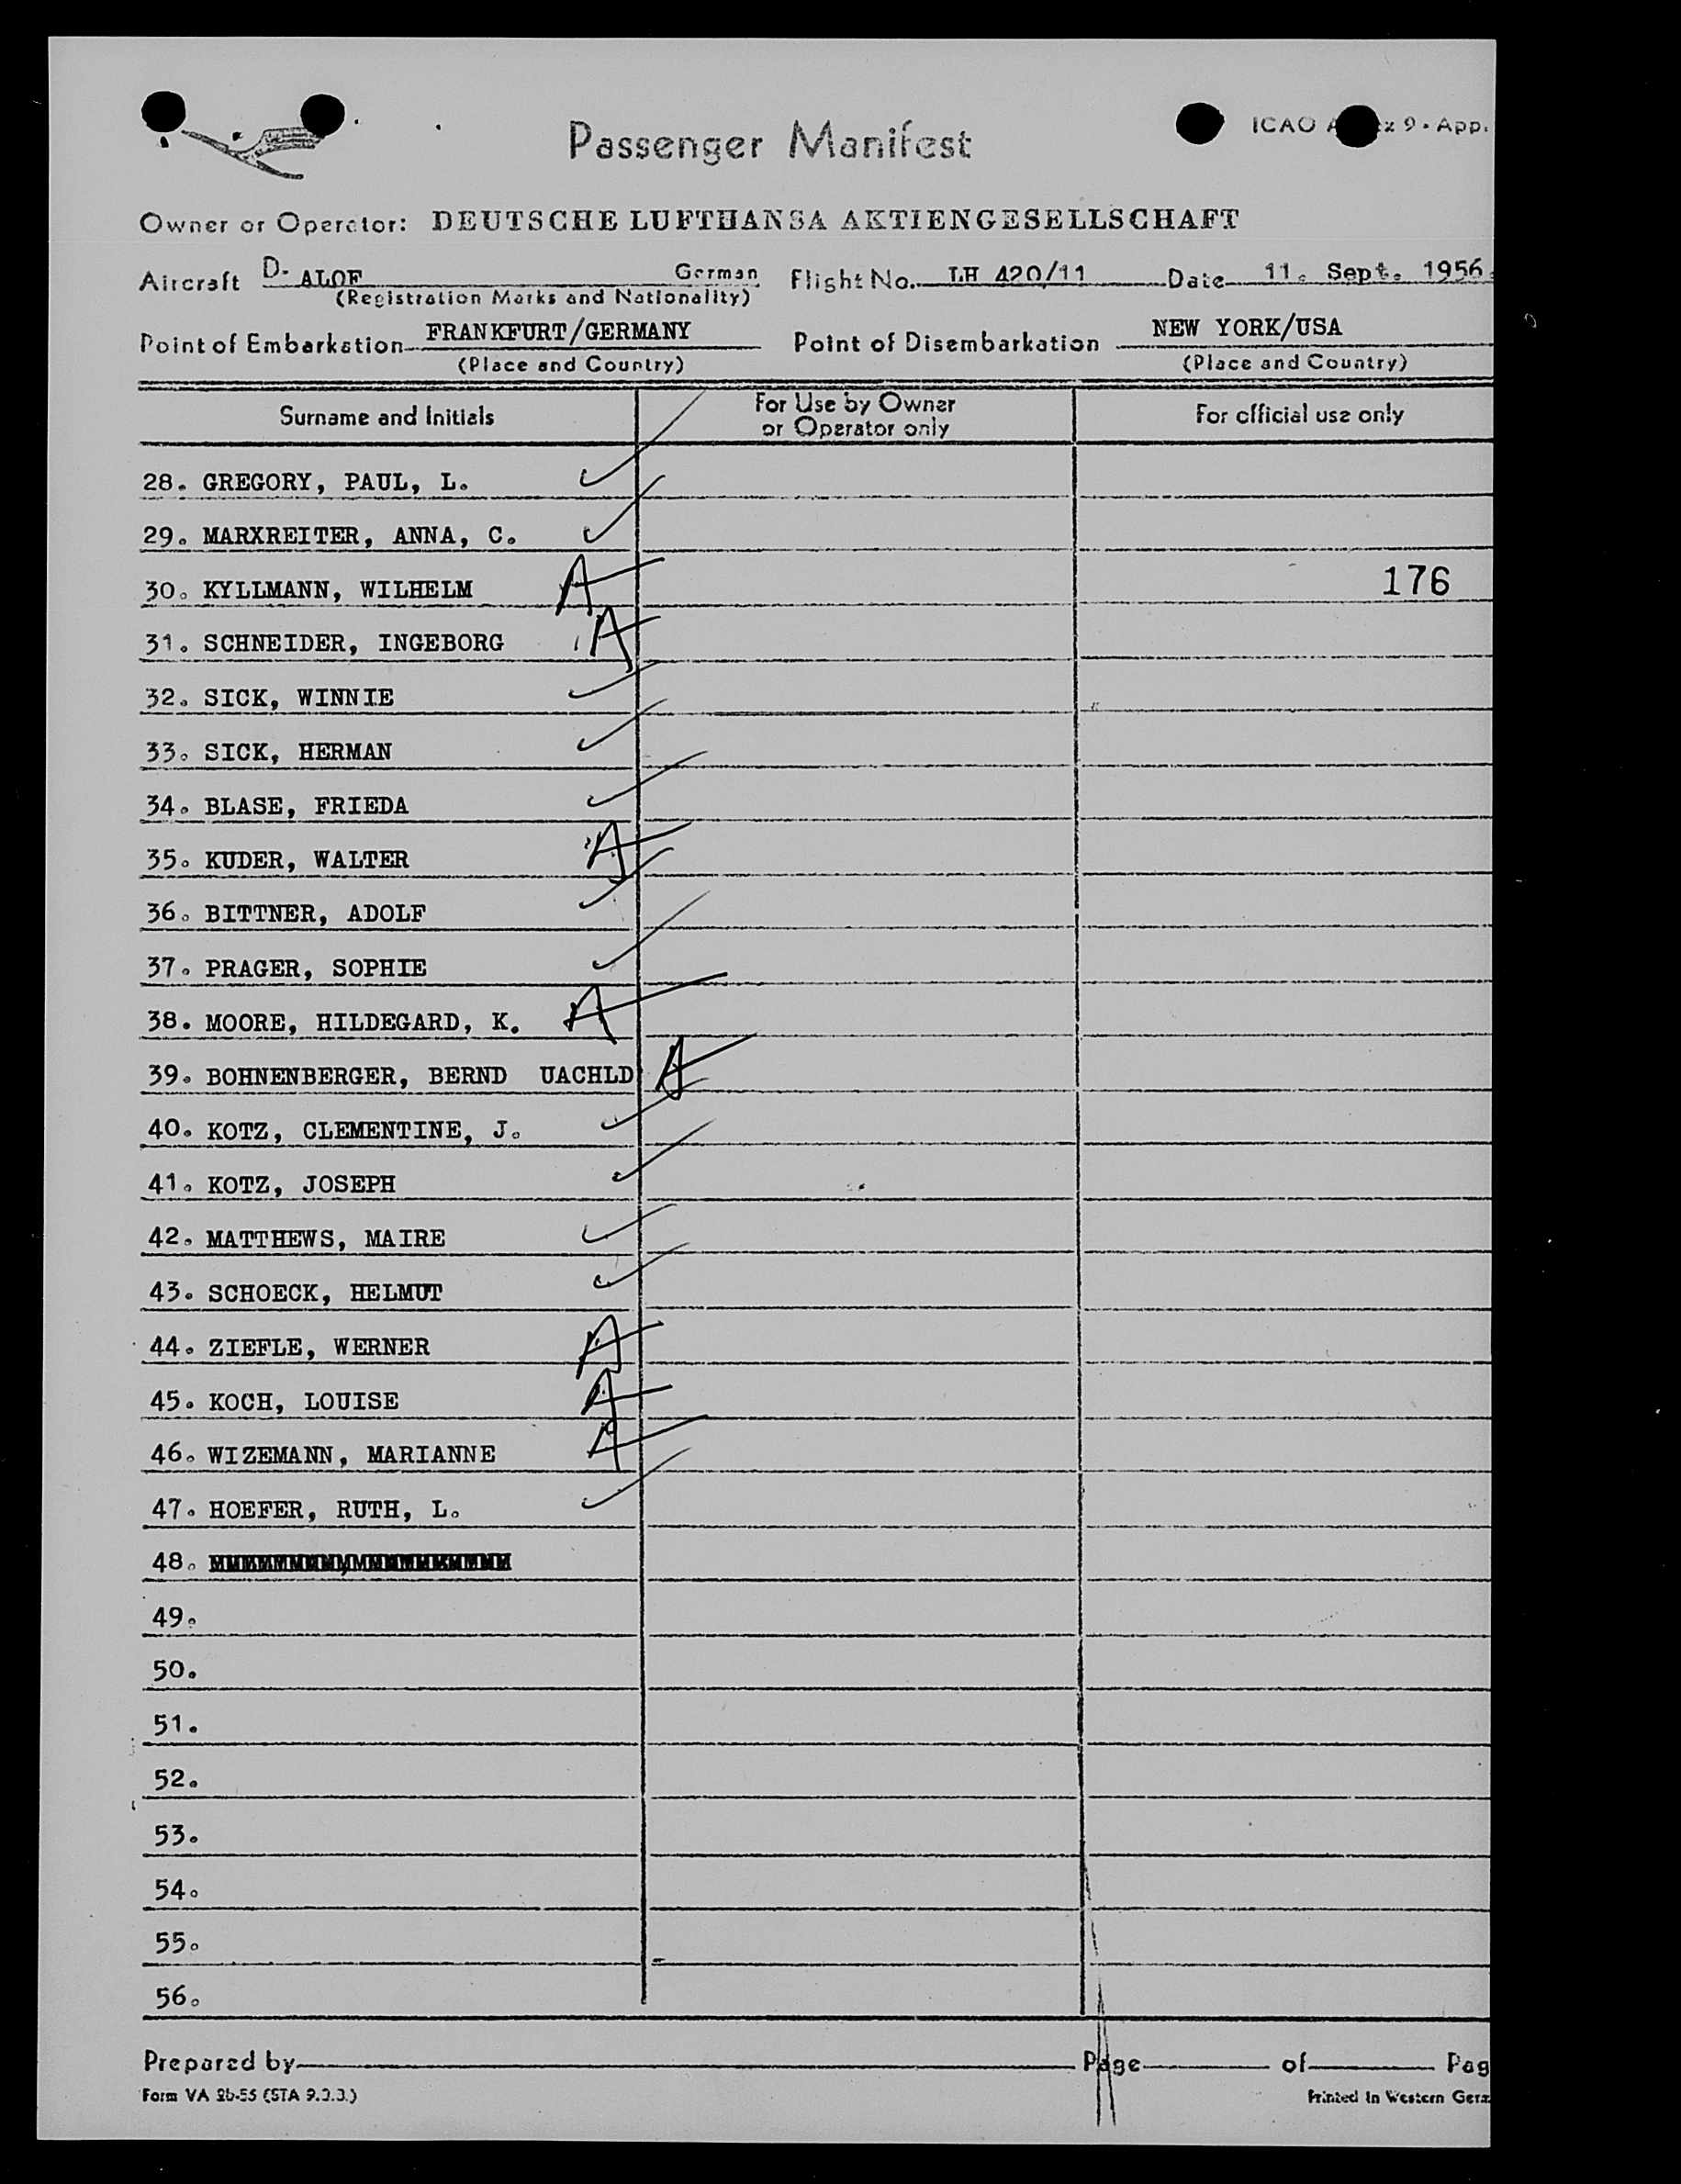 Passenger Manifest
ICAO A x 9 - App.
Owner or Operator: DEUTSCHE LUFTHANSA AKTIENGESELLSCHAFT
Aircraft D- ALOF German Flight No. LH 420/11 Date 11. Sept. 1956.
(Registration Marks and Nationality)
Point of Embarkation FRANKFURT/GERMANY Point of Disembarkation NEW YORK/USA
(Place and Country) (Place and Country)
Surname and Initials For Use by Owner or Operator only For official use only
28. GREGORY, PAUL, L.
29. MARXREITER, ANNA, C.
30. KYLLMANN, WILHELM A 176
31. SCHNEIDER, INGEBORG A
32. SICK, WINNIE
33. SICK, HERMAN
34. BLASE, FRIEDA
35. KUDER, WALTER A
36. BITTNER, ADOLF
37. PRAGER, SOPHIE
38. MOORE, HILDEGARD, K. A
39. BOHNENBERGER, BERND UACHLD A
40. KOTZ, CLEMENTINE, J.
41. KOTZ, JOSEPH
42. MATTHEWS, MAIRE
43. SCHOECK, HELMUT
44. ZIEFLE, WERNER A
45. KOCH, LOUISE A
46. WIZEMANN, MARIANNE A
47. HOEFER, RUTH, L.
48.
49.
50.
51.
52.
53.
54.
55.
56.
Prepared by Page of Pag
Form VA 2b-55 (STA 9.2.3.) Printed in Western Germ